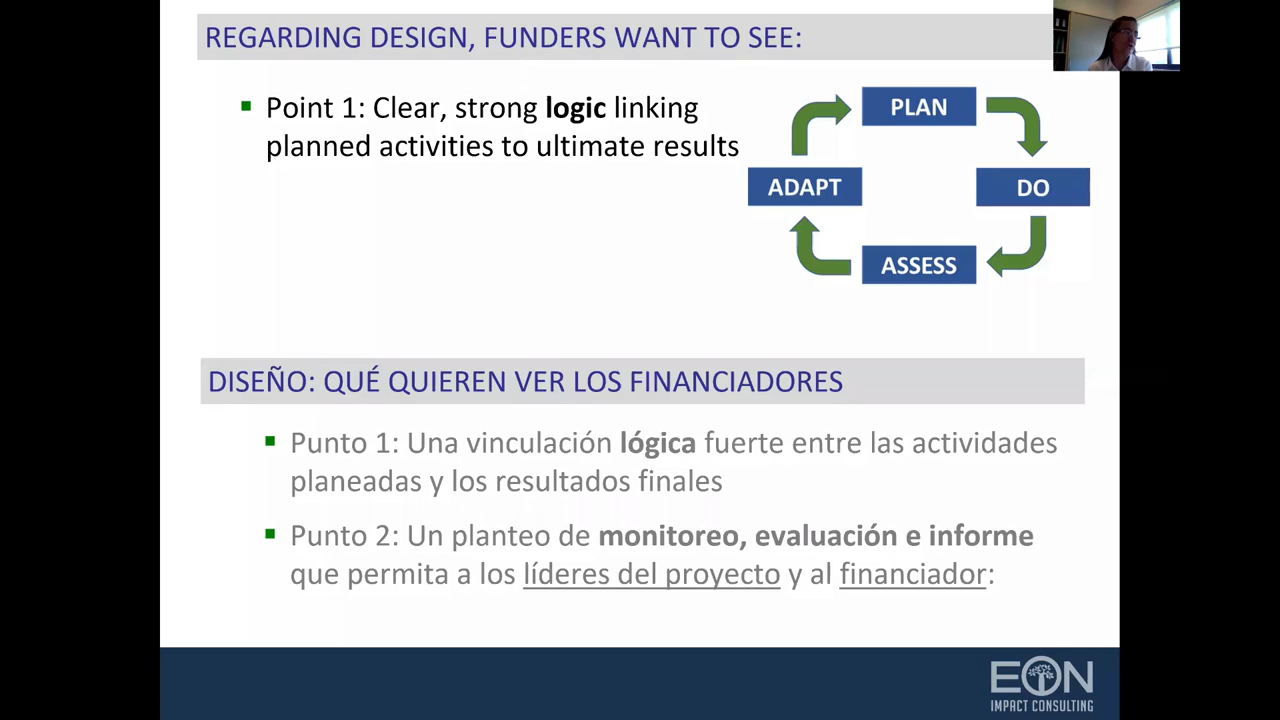 REGARDING DESIGN, FUNDERS WANT TO SEE:
Point 1: Clear, strong logic linking
planned activities to ultimate results
PLAN
ADAPT
DO
ASSESS
DISEÑO: QUÉ QUIEREN VER LOS FINANCIADORES
Punto 1: Una vinculación lógica fuerte entre las actividades
planeadas y los resultados finales
Punto 2: Un planteo de monitoreo, evaluación e informe
que permita a los líderes del proyecto y al financiador:
EON
IMPACT CONSULTING